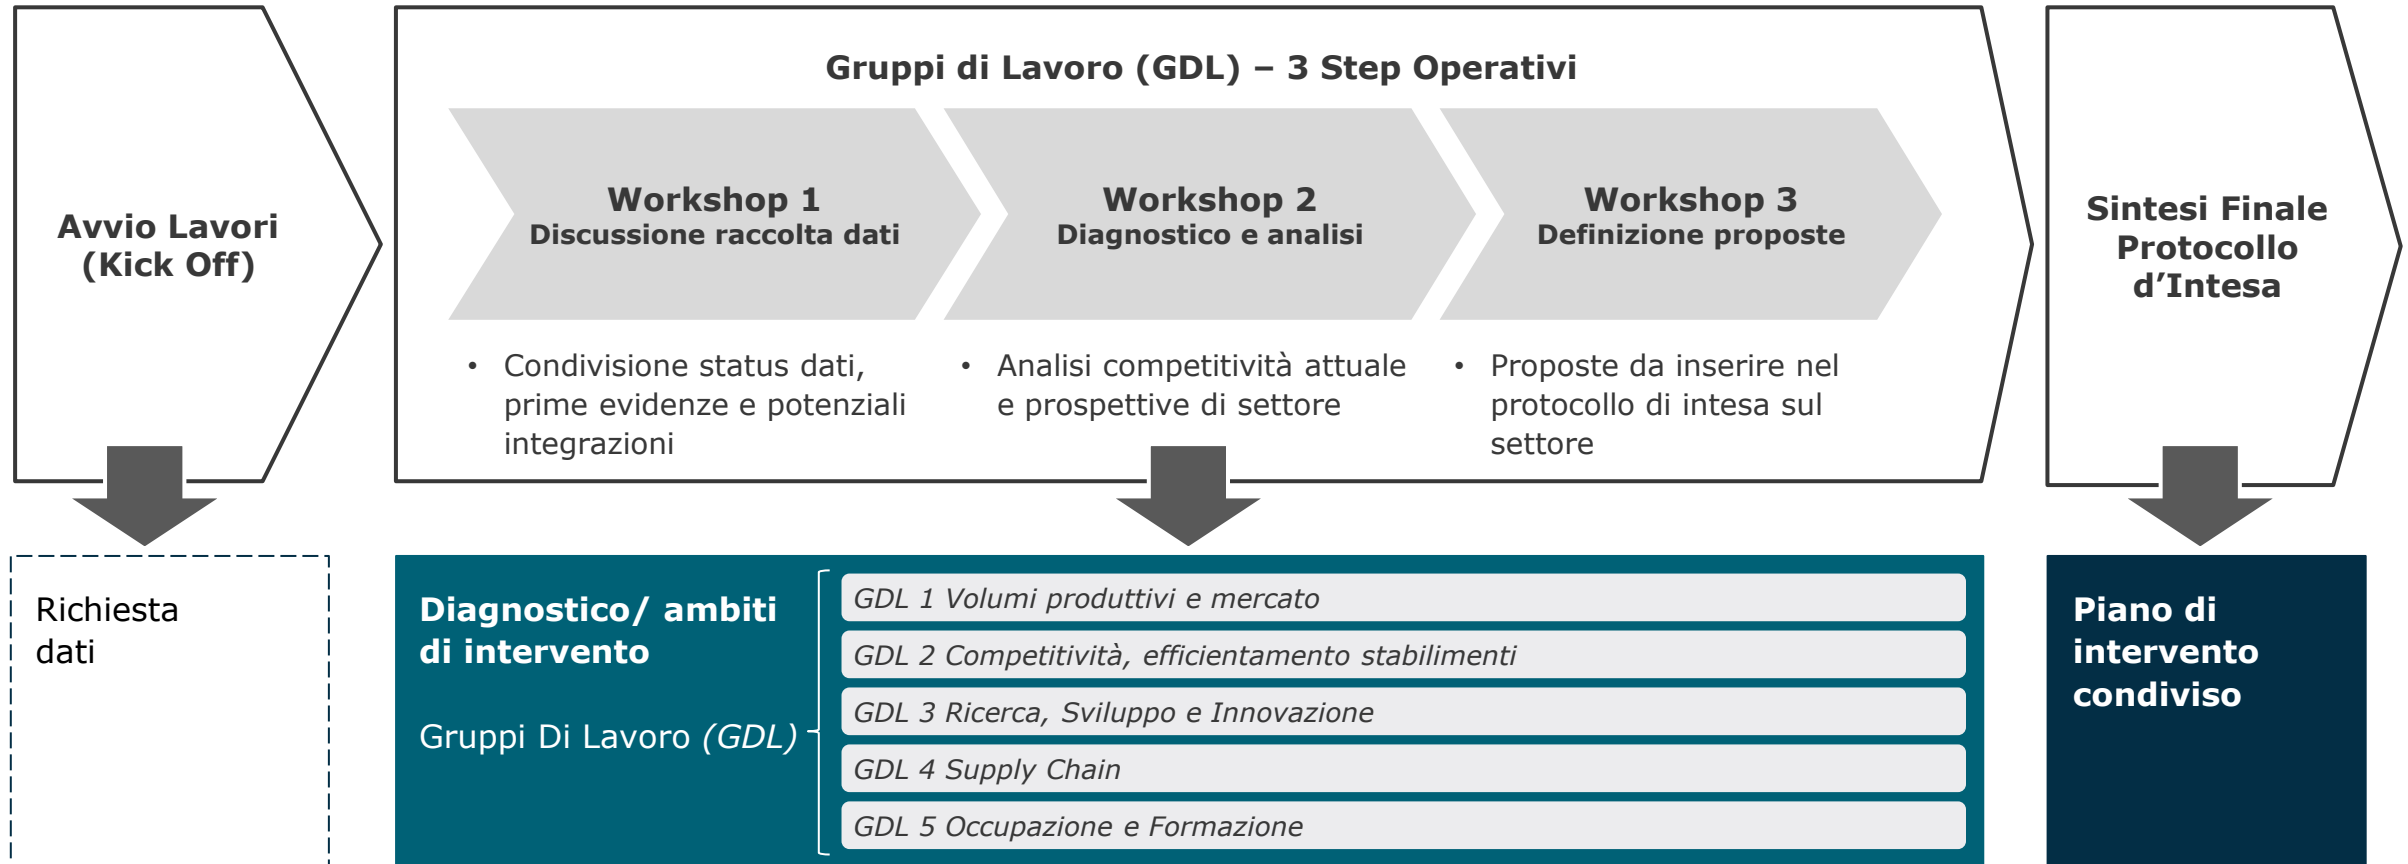 Avvio Lavori
(Kick Off)
Gruppi di Lavoro (GDL) – 3 Step Operativi
Workshop 1
Discussione raccolta dati
• Condivisione status dati,
prime evidenze e potenziali
integrazioni
Workshop 2
Diagnostico e analisi
• Analisi competitività attuale
e prospettive di settore
Workshop 3
Definizione proposte
• Proposte da inserire nel
protocollo di intesa sul
settore
Sintesi Finale
Protocollo
d’Intesa
Richiesta
dati
Diagnostico/ ambiti
di intervento
Gruppi Di Lavoro (GDL)
GDL 1 Volumi produttivi e mercato
GDL 2 Competitività, efficientamento stabilimenti
GDL 3 Ricerca, Sviluppo e Innovazione
GDL 4 Supply Chain
GDL 5 Occupazione e Formazione
Piano di
intervento
condiviso